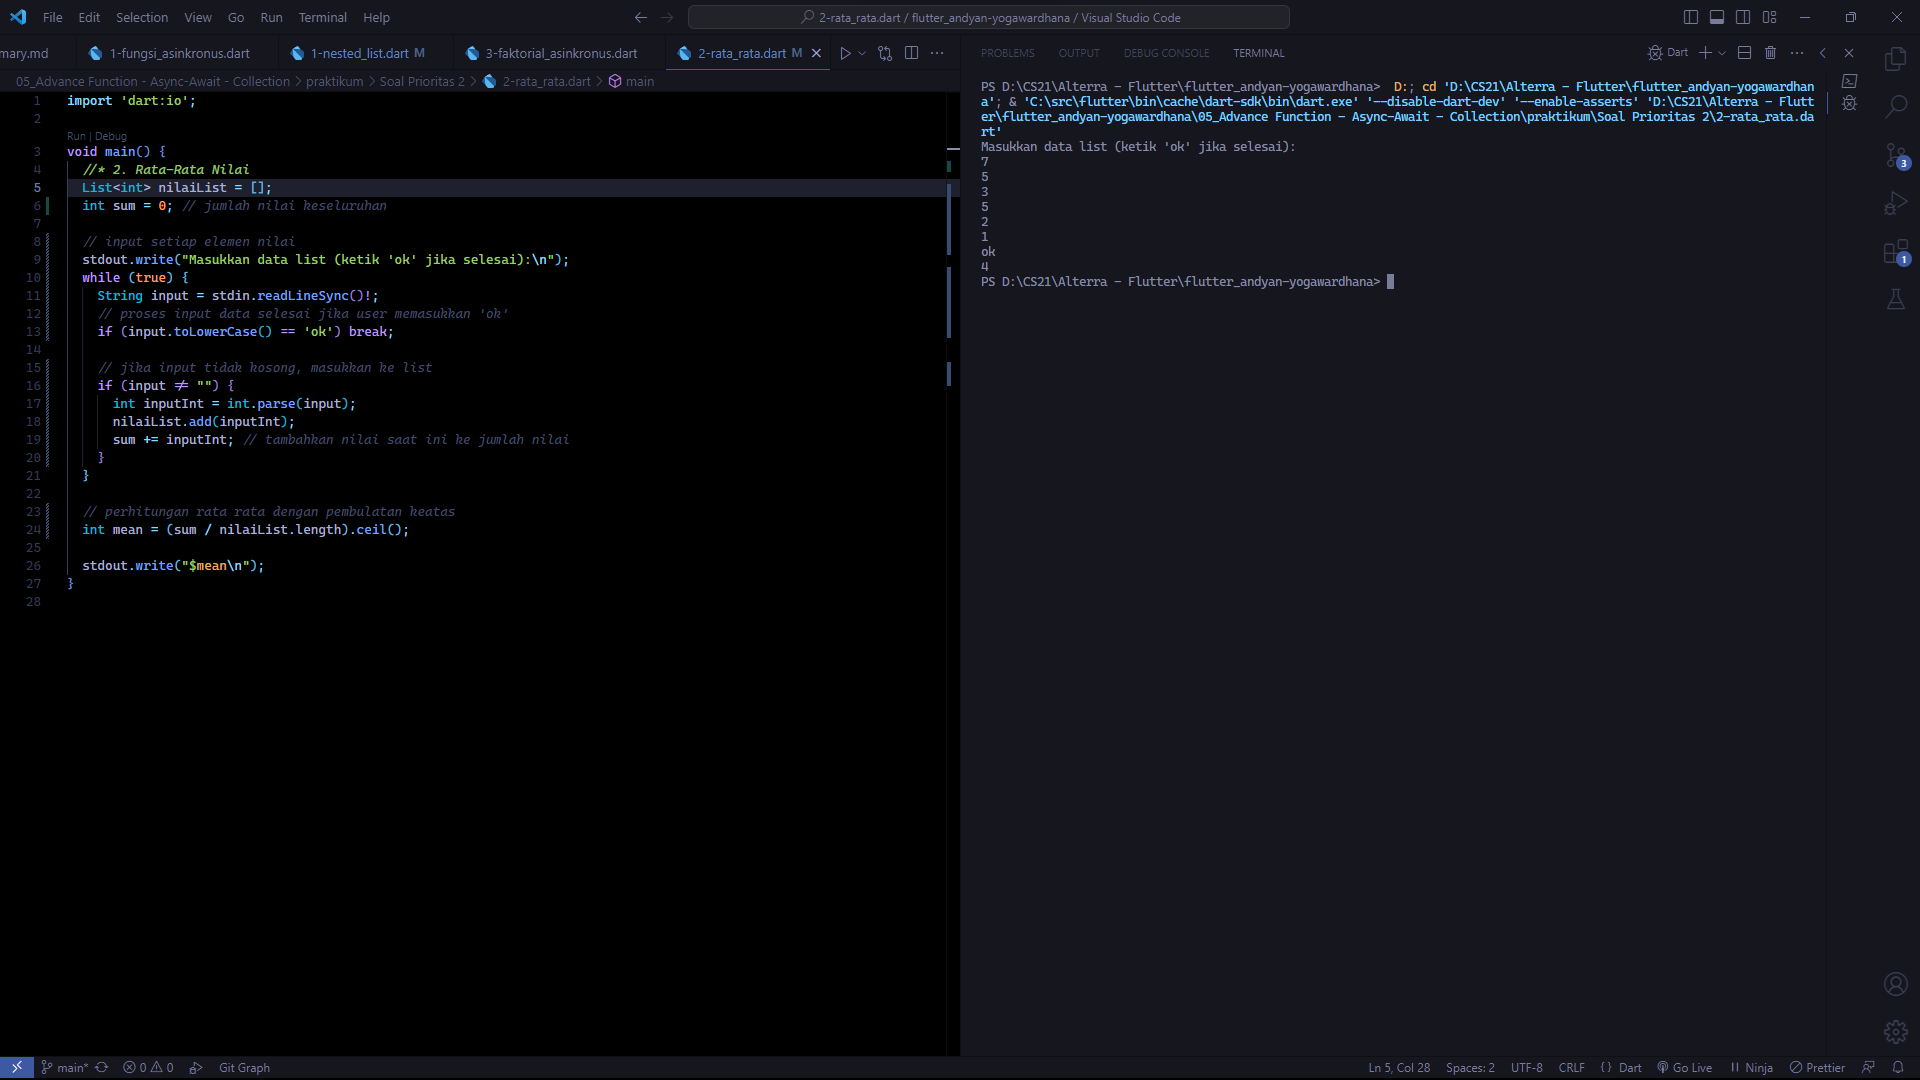 File Edit Selection View Go Run Terminal Help
2-rata_rata.dart / flutter_andyan-yogawardhana / Visual Studio Code
mary.md 1-fungsi_asinkronus.dart 1-nested_list.dart M 3-faktorial_asinkronus.dart 2-rata_rata.dart M
05_Advance Function - Async-Await - Collection > praktikum > Soal Prioritas 2 > 2-rata_rata.dart > main
1 import 'dart:io';
2
Run | Debug
3 void main() {
4 //* 2. Rata-Rata Nilai
5 List<int> nilaiList = [];
6 int sum = 0; // jumlah nilai keseluruhan
7
8 // input setiap elemen nilai
9 stdout.write("Masukkan data list (ketik 'ok' jika selesai):\n");
10 while (true) {
11 String input = stdin.readLineSync()!;
12 // proses input data selesai jika user memasukkan 'ok'
13 if (input.toLowerCase() == 'ok') break;
14
15 // jika input tidak kosong, masukkan ke list
16 if (input ≠ "") {
17 int inputInt = int.parse(input);
18 nilaiList.add(inputInt);
19 sum += inputInt; // tambahkan nilai saat ini ke jumlah nilai
20 }
21 }
22
23 // perhitungan rata rata dengan pembulatan keatas
24 int mean = (sum / nilaiList.length).ceil();
25
26 stdout.write("$mean\n");
27 }
28
PROBLEMS OUTPUT DEBUG CONSOLE TERMINAL
Dart
PS D:\CS21\Alterra - Flutter\flutter_andyan-yogawardhana>  D:; cd 'D:\CS21\Alterra - Flutter\flutter_andyan-yogawardhan
a'; & 'C:\src\flutter\bin\cache\dart-sdk\bin\dart.exe' '--disable-dart-dev' '--enable-asserts' 'D:\CS21\Alterra - Flutt
er\flutter_andyan-yogawardhana\05_Advance Function - Async-Await - Collection\praktikum\Soal Prioritas 2\2-rata_rata.da
rt'
Masukkan data list (ketik 'ok' jika selesai):
7
5
3
5
2
1
ok
4
PS D:\CS21\Alterra - Flutter\flutter_andyan-yogawardhana>
3
1
main* 0 0 Git Graph
Ln 5, Col 28 Spaces: 2 UTF-8 CRLF { } Dart Go Live Ninja Prettier